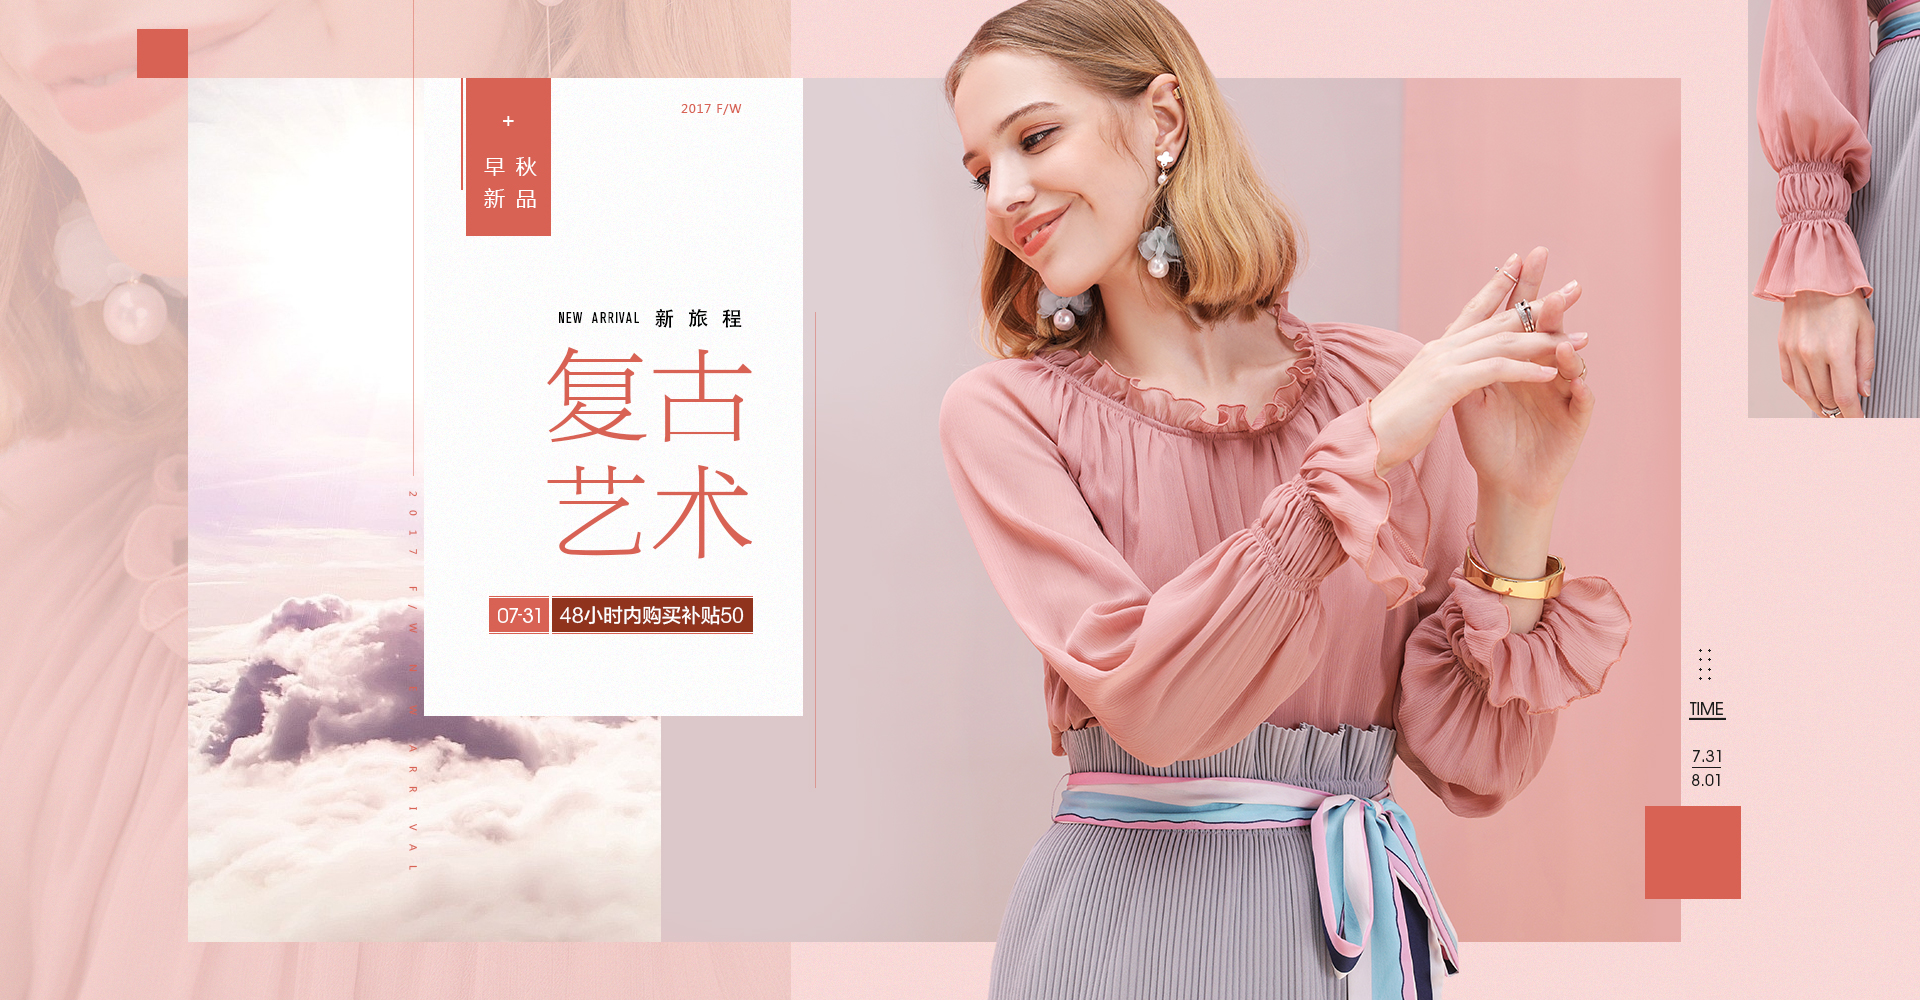 2017 F/W
+
早秋
新品
NEW ARRIVAL 新旅程
复古
艺术
07-31 48小时内购买补贴50
2017 F/W NEW ARRIVAL
TIME
7.31
8.01